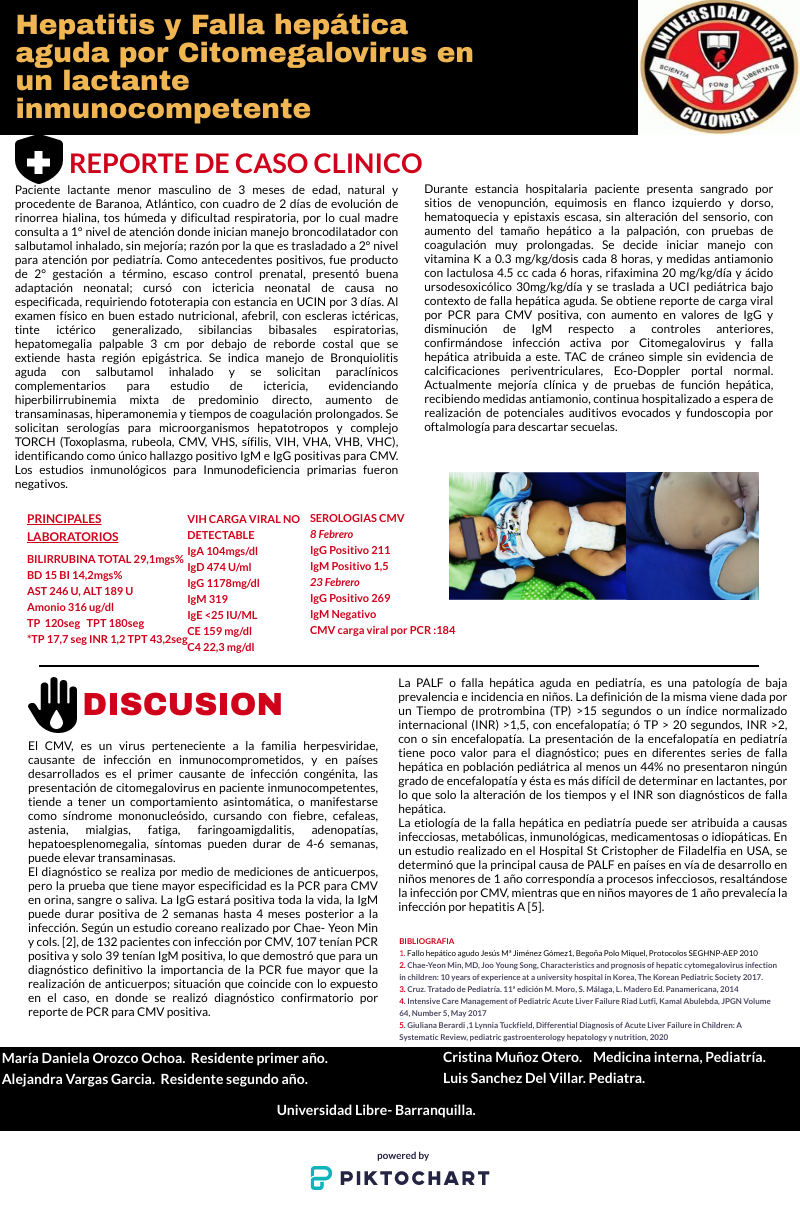 Hepatitis y Falla hepática
aguda por Citomegalovirus en
un lactante
inmunocompetente
UNIVERSIDAD LIBRE
SCIENTIA
FONS
LIBERTATIS
COLOMBIA
REPORTE DE CASO CLINICO
Paciente lactante menor masculino de 3 meses de edad, natural y
procedente de Baranoa, Atlántico, con cuadro de 2 días de evolución de
rinorrea hialina, tos húmeda y dificultad respiratoria, por lo cual madre
consulta a 1° nivel de atención donde inician manejo broncodilatador con
salbutamol inhalado, sin mejoría; razón por la que es trasladado a 2° nivel
para atención por pediatría. Como antecedentes positivos, fue producto
de 2° gestación a término, escaso control prenatal, presentó buena
adaptación neonatal; cursó con ictericia neonatal de causa no
especificada, requiriendo fototerapia con estancia en UCIN por 3 días. Al
examen físico en buen estado nutricional, afebril, con escleras ictéricas,
tinte ictérico generalizado, sibilancias bibasales espiratorias,
hepatomegalia palpable 3 cm por debajo de reborde costal que se
extiende hasta región epigástrica. Se indica manejo de Bronquiolitis
aguda con salbutamol inhalado y se solicitan paraclínicos
complementarios para estudio de ictericia, evidenciando
hiperbilirrubinemia mixta de predominio directo, aumento de
transaminasas, hiperamonemia y tiempos de coagulación prolongados. Se
solicitan serologías para microorganismos hepatotropos y complejo
TORCH (Toxoplasma, rubeola, CMV, VHS, sífilis, VIH, VHA, VHB, VHC),
identificando como único hallazgo positivo IgM e IgG positivas para CMV.
Los estudios inmunológicos para Inmunodeficiencia primarias fueron
negativos.
Durante estancia hospitalaria paciente presenta sangrado por
sitios de venopunción, equimosis en flanco izquierdo y dorso,
hematoquecia y epistaxis escasa, sin alteración del sensorio, con
aumento del tamaño hepático a la palpación, con pruebas de
coagulación muy prolongadas. Se decide iniciar manejo con
vitamina K a 0.3 mg/kg/dosis cada 8 horas, y medidas antiamonio
con lactulosa 4.5 cc cada 6 horas, rifaximina 20 mg/kg/día y ácido
ursodesoxicólico 30mg/kg/día y se traslada a UCI pediátrica bajo
contexto de falla hepática aguda. Se obtiene reporte de carga viral
por PCR para CMV positiva, con aumento en valores de IgG y
disminución de IgM respecto a controles anteriores,
confirmándose infección activa por Citomegalovirus y falla
hepática atribuida a este. TAC de cráneo simple sin evidencia de
calcificaciones periventriculares, Eco-Doppler portal normal.
Actualmente mejoría clínica y de pruebas de función hepática,
recibiendo medidas antiamonio, continua hospitalizado a espera de
realización de potenciales auditivos evocados y fundoscopia por
oftalmología para descartar secuelas.
PRINCIPALES
LABORATORIOS
BILIRRUBINA TOTAL 29,1mgs%
BD 15 BI 14,2mgs%
AST 246 U, ALT 189 U
Amonio 316 ug/dl
TP 120seg TPT 180seg
*TP 17,7 seg INR 1,2 TPT 43,2seg
VIH CARGA VIRAL NO
DETECTABLE
IgA 104mgs/dl
IgD 474 U/ml
IgG 1178mg/dl
IgM 319
IgE <25 IU/ML
CE 159 mg/dl
C4 22,3 mg/dl
SEROLOGIAS CMV
8 Febrero
IgG Positivo 211
IgM Positivo 1,5
23 Febrero
IgG Positivo 269
IgM Negativo
CMV carga viral por PCR :184
DISCUSION
El CMV, es un virus perteneciente a la familia herpesviridae,
causante de infección en inmunocomprometidos, y en países
desarrollados es el primer causante de infección congénita, las
presentación de citomegalovirus en paciente inmunocompetentes,
tiende a tener un comportamiento asintomático, o manifestarse
como síndrome mononucleósido, cursando con fiebre, cefaleas,
astenia, mialgias, fatiga, faringoamigdalitis, adenopatías,
hepatoesplenomegalia, síntomas pueden durar de 4-6 semanas,
puede elevar transaminasas.
El diagnóstico se realiza por medio de mediciones de anticuerpos,
pero la prueba que tiene mayor especificidad es la PCR para CMV
en orina, sangre o saliva. La IgG estará positiva toda la vida, la IgM
puede durar positiva de 2 semanas hasta 4 meses posterior a la
infección. Según un estudio coreano realizado por Chae- Yeon Min
y cols. [2], de 132 pacientes con infección por CMV, 107 tenían PCR
positiva y solo 39 tenían IgM positiva, lo que demostró que para un
diagnóstico definitivo la importancia de la PCR fue mayor que la
realización de anticuerpos; situación que coincide con lo expuesto
en el caso, en donde se realizó diagnóstico confirmatorio por
reporte de PCR para CMV positiva.
La PALF o falla hepática aguda en pediatría, es una patología de baja
prevalencia e incidencia en niños. La definición de la misma viene dada por
un Tiempo de protrombina (TP) >15 segundos o un índice normalizado
internacional (INR) >1,5, con encefalopatía; ó TP > 20 segundos, INR >2,
con o sin encefalopatía. La presentación de la encefalopatía en pediatría
tiene poco valor para el diagnóstico; pues en diferentes series de falla
hepática en población pediátrica al menos un 44% no presentaron ningún
grado de encefalopatía y ésta es más difícil de determinar en lactantes, por
lo que solo la alteración de los tiempos y el INR son diagnósticos de falla
hepática.
La etiología de la falla hepática en pediatría puede ser atribuida a causas
infecciosas, metabólicas, inmunológicas, medicamentosas o idiopáticas. En
un estudio realizado en el Hospital St Cristopher de Filadelfia en USA, se
determinó que la principal causa de PALF en países en vía de desarrollo en
niños menores de 1 año correspondía a procesos infecciosos, resaltándose
la infección por CMV, mientras que en niños mayores de 1 año prevalecía la
infección por hepatitis A [5].
BIBLIOGRAFIA
1. Fallo hepático agudo Jesús Mª Jiménez Gómez1, Begoña Polo Miquel, Protocolos SEGHNP-AEP 2010
2. Chae-Yeon Min, MD, Joo Young Song, Characteristics and prognosis of hepatic cytomegalovirus infection
in children: 10 years of experience at a university hospital in Korea, The Korean Pediatric Society 2017.
3. Cruz. Tratado de Pediatría. 11ª edición M. Moro, S. Málaga, L. Madero Ed. Panamericana, 2014
4. Intensive Care Management of Pediatric Acute Liver Failure Riad Lutfi, Kamal Abulebda, JPGN Volume
64, Number 5, May 2017
5. Giuliana Berardi ,1 Lynnia Tuckfield, Differential Diagnosis of Acute Liver Failure in Children: A
Systematic Review, pediatric gastroenterology hepatology y nutrition, 2020
María Daniela Orozco Ochoa. Residente primer año.
Alejandra Vargas Garcia. Residente segundo año.
Cristina Muñoz Otero. Medicina interna, Pediatría.
Luis Sanchez Del Villar. Pediatra.
Universidad Libre- Barranquilla.
powered by
PIKTOCHART